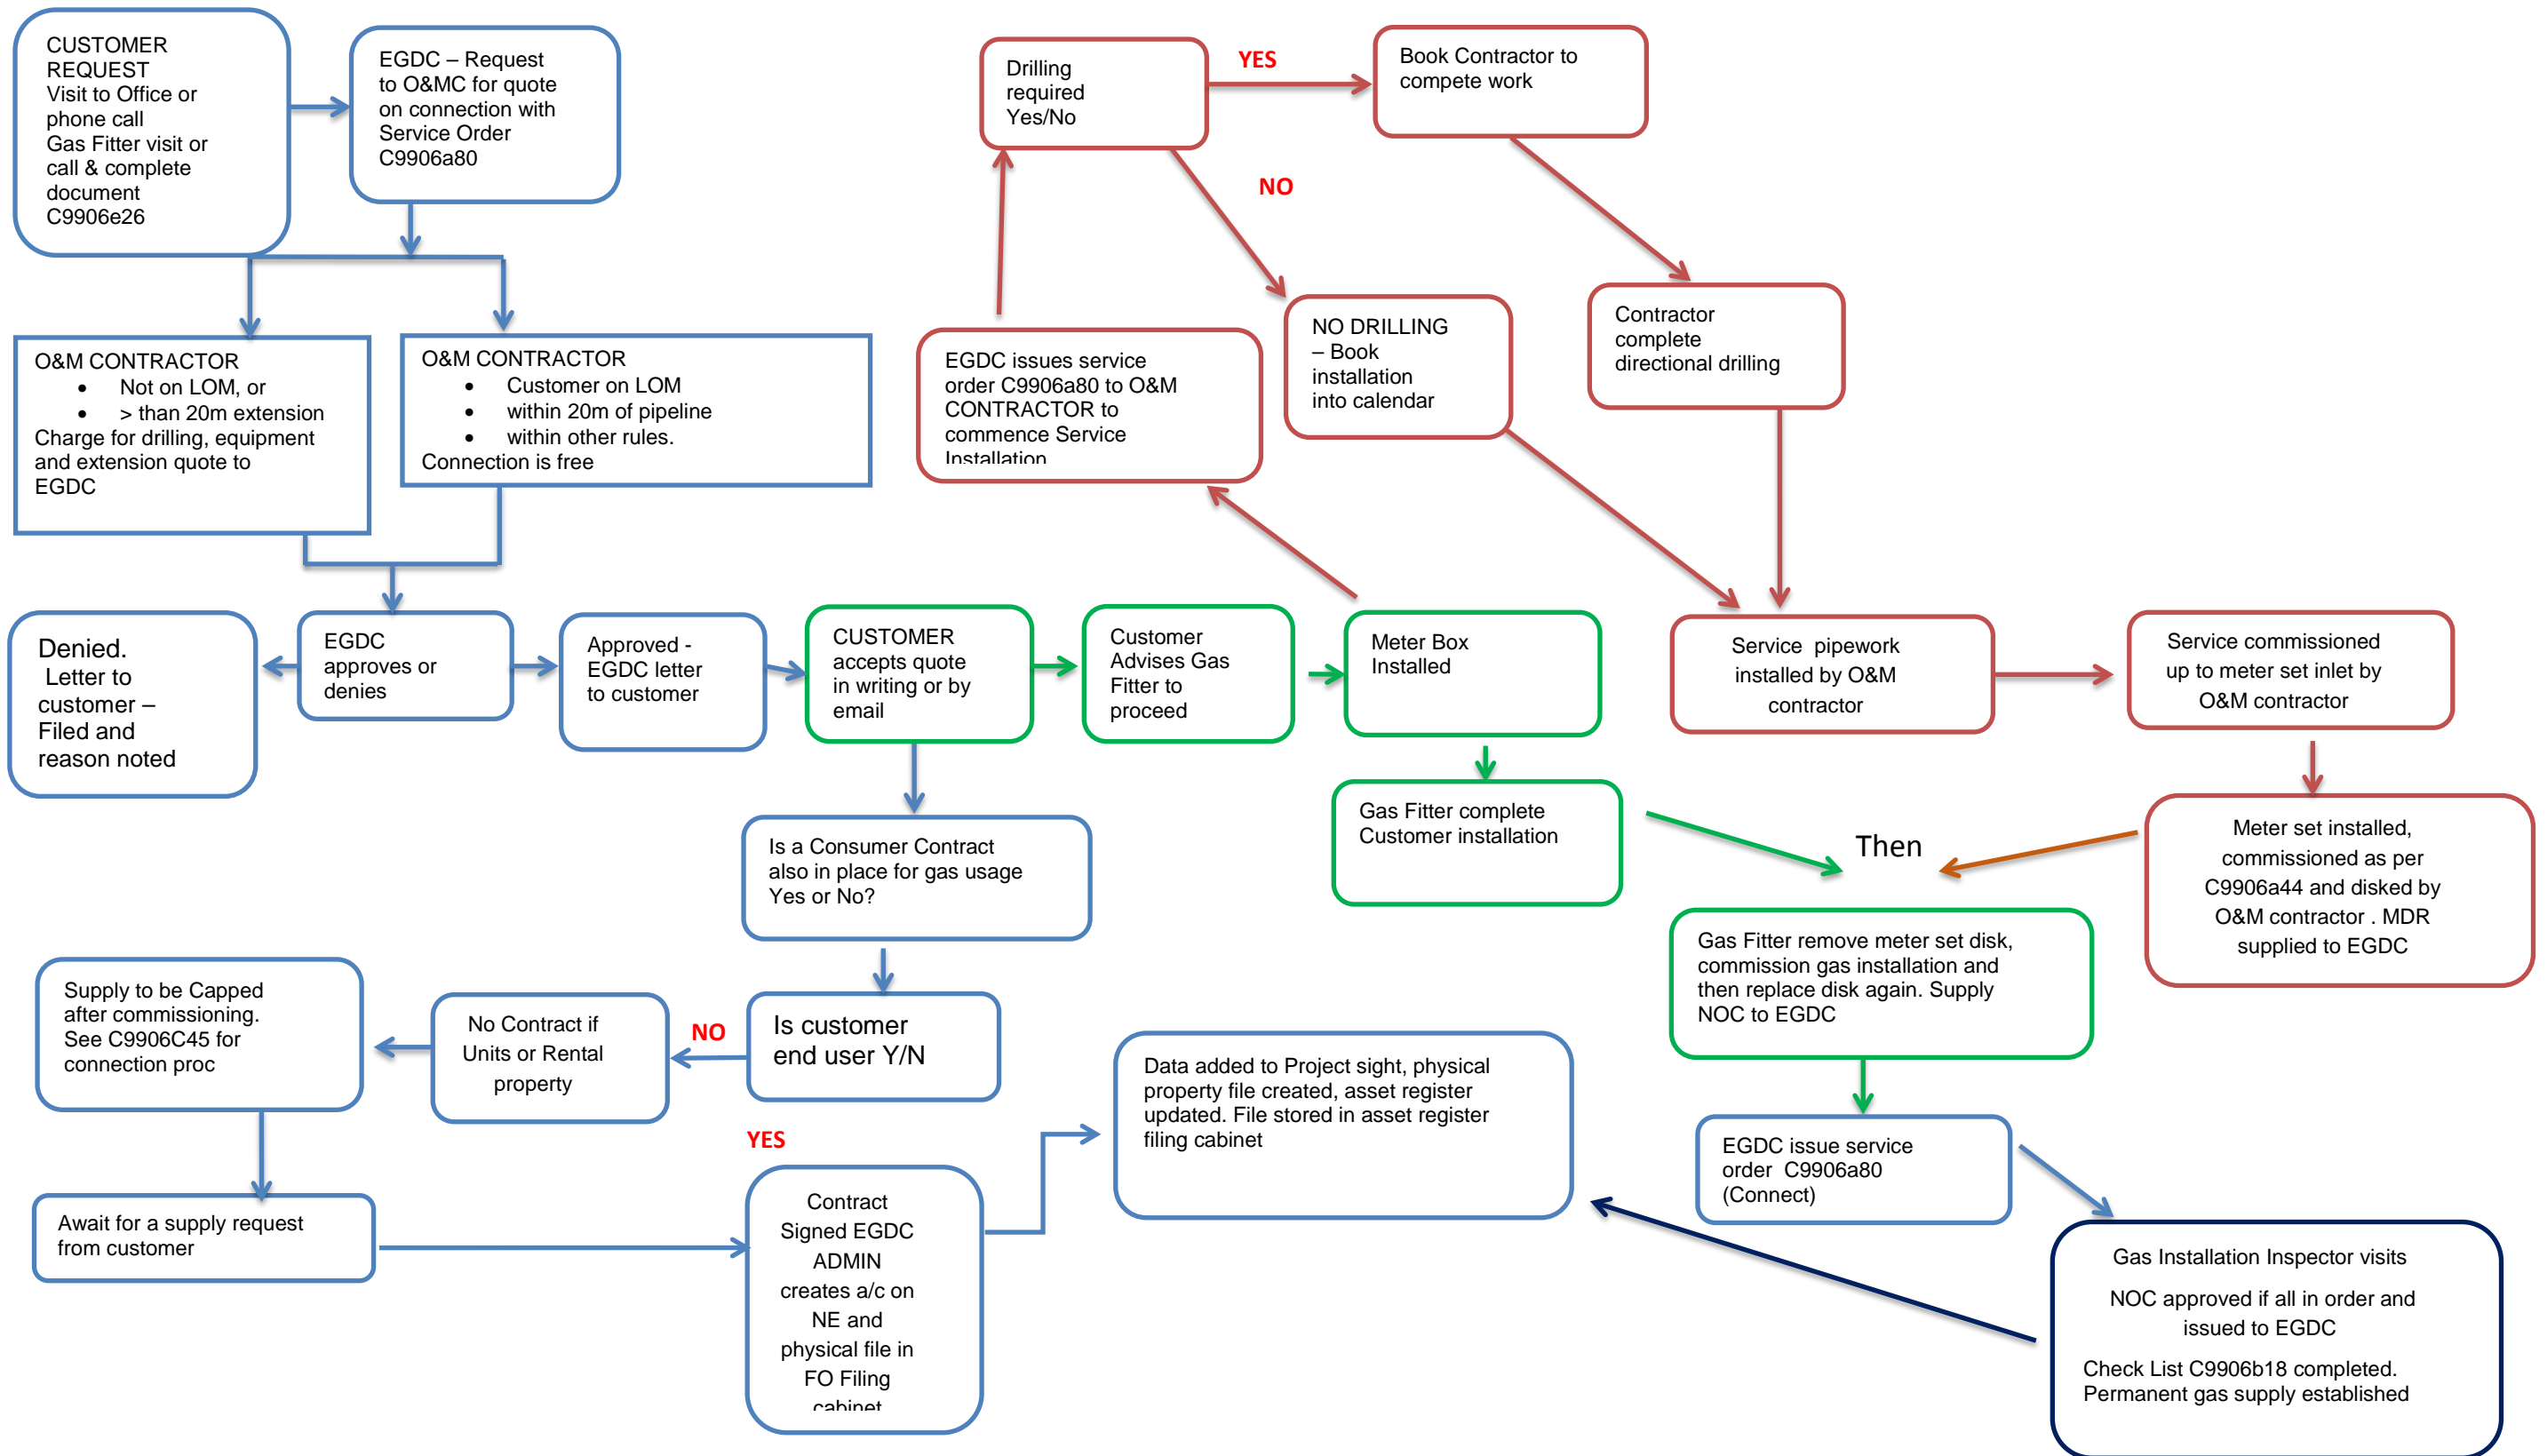 CUSTOMER
REQUEST
Visit to Office or
phone call
Gas Fitter visit or
call & complete
document
C9906e26
EGDC – Request
to O&MC for quote
on connection with
Service Order
C9906a80
Drilling
required
Yes/No
YES
Book Contractor to
compete work
NO
O&M CONTRACTOR
• Not on LOM, or
• > than 20m extension
Charge for drilling, equipment
and extension quote to
EGDC
O&M CONTRACTOR
• Customer on LOM
• within 20m of pipeline
• within other rules.
Connection is free
EGDC issues service
order C9906a80 to O&M
CONTRACTOR to
commence Service
Installation
NO DRILLING
– Book
installation
into calendar
Contractor
complete
directional drilling
Denied.
Letter to
customer –
Filed and
reason noted
EGDC
approves or
denies
Approved -
EGDC letter
to customer
CUSTOMER
accepts quote
in writing or by
email
Customer
Advises Gas
Fitter to
proceed
Meter Box
Installed
Service pipework
installed by O&M
contractor
Service commissioned
up to meter set inlet by
O&M contractor
Gas Fitter complete
Customer installation
Then
Meter set installed,
commissioned as per
C9906a44 and disked by
O&M contractor . MDR
supplied to EGDC
Is a Consumer Contract
also in place for gas usage
Yes or No?
Gas Fitter remove meter set disk,
commission gas installation and
then replace disk again. Supply
NOC to EGDC
Supply to be Capped
after commissioning.
See C9906C45 for
connection proc
No Contract if
Units or Rental
property
NO
Is customer
end user Y/N
Data added to Project sight, physical
property file created, asset register
updated. File stored in asset register
filing cabinet
EGDC issue service
order C9906a80
(Connect)
YES
Await for a supply request
from customer
Contract
Signed EGDC
ADMIN
creates a/c on
NE and
physical file in
FO Filing
cabinet
Gas Installation Inspector visits
NOC approved if all in order and
issued to EGDC
Check List C9906b18 completed.
Permanent gas supply established